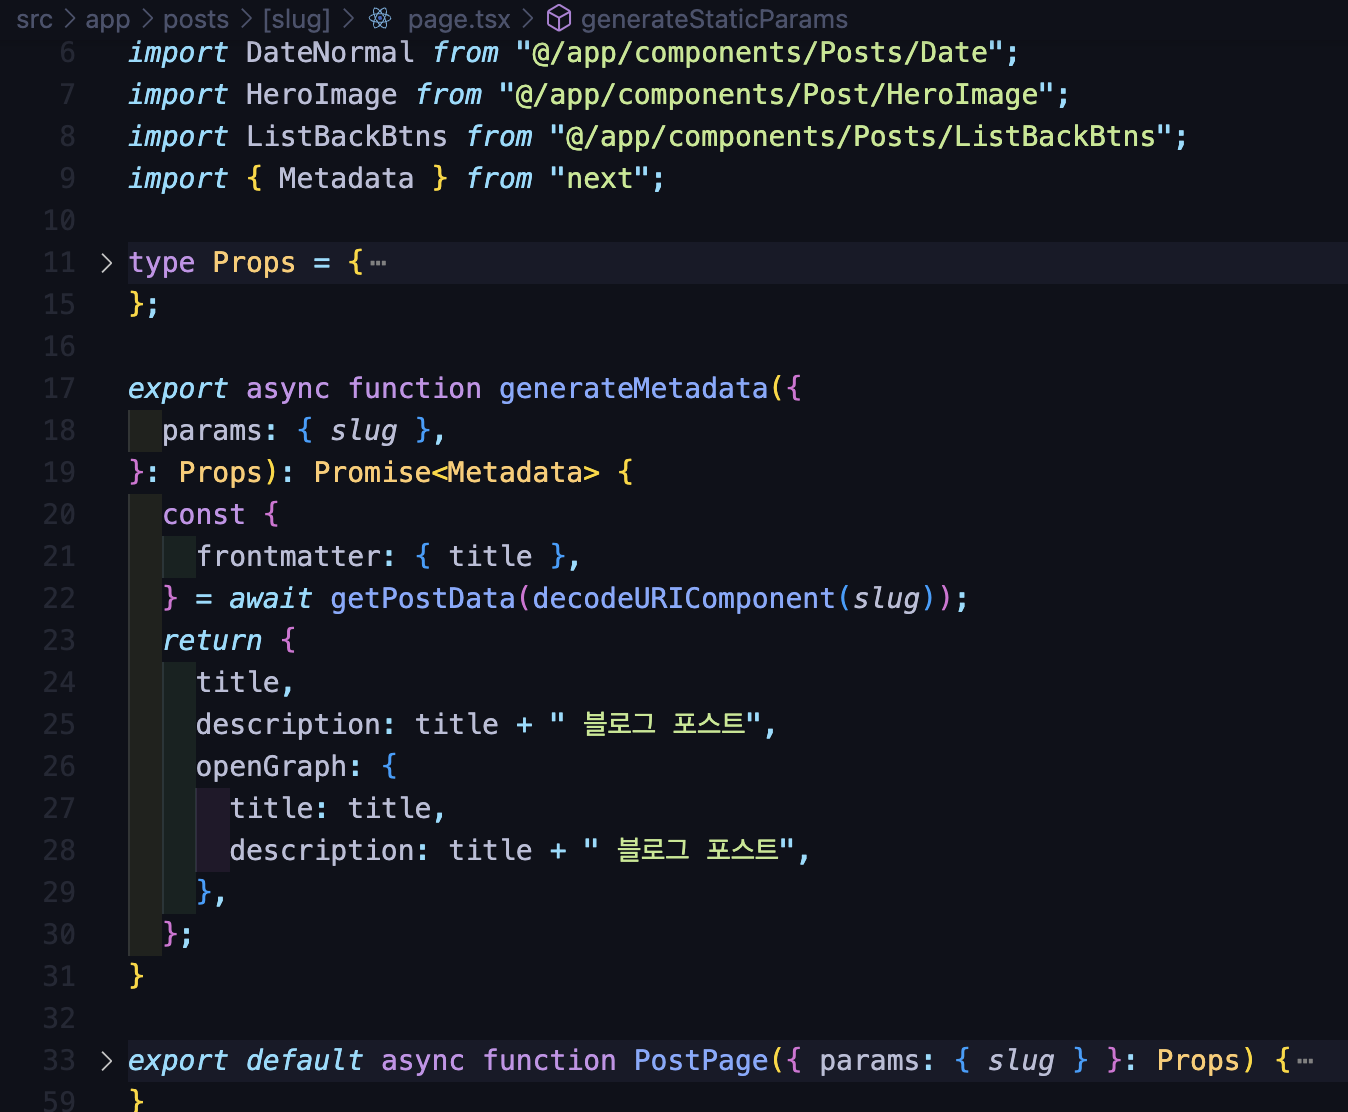 src > app > posts > [slug] > page.tsx > generateStaticParams
6 import DateNormal from "@/app/components/Posts/Date";
7 import HeroImage from "@/app/components/Post/HeroImage";
8 import ListBackBtns from "@/app/components/Posts/ListBackBtns";
9 import { Metadata } from "next";
10
11 > type Props = {…
15 };
16
17 export async function generateMetadata({
18   params: { slug },
19 }: Props): Promise<Metadata> {
20   const {
21     frontmatter: { title },
22   } = await getPostData(decodeURIComponent(slug));
23   return {
24     title,
25     description: title + " 블로그 포스트",
26     openGraph: {
27       title: title,
28       description: title + " 블로그 포스트",
29     },
30   };
31 }
32
33 > export default async function PostPage({ params: { slug } }: Props) {…
59 }